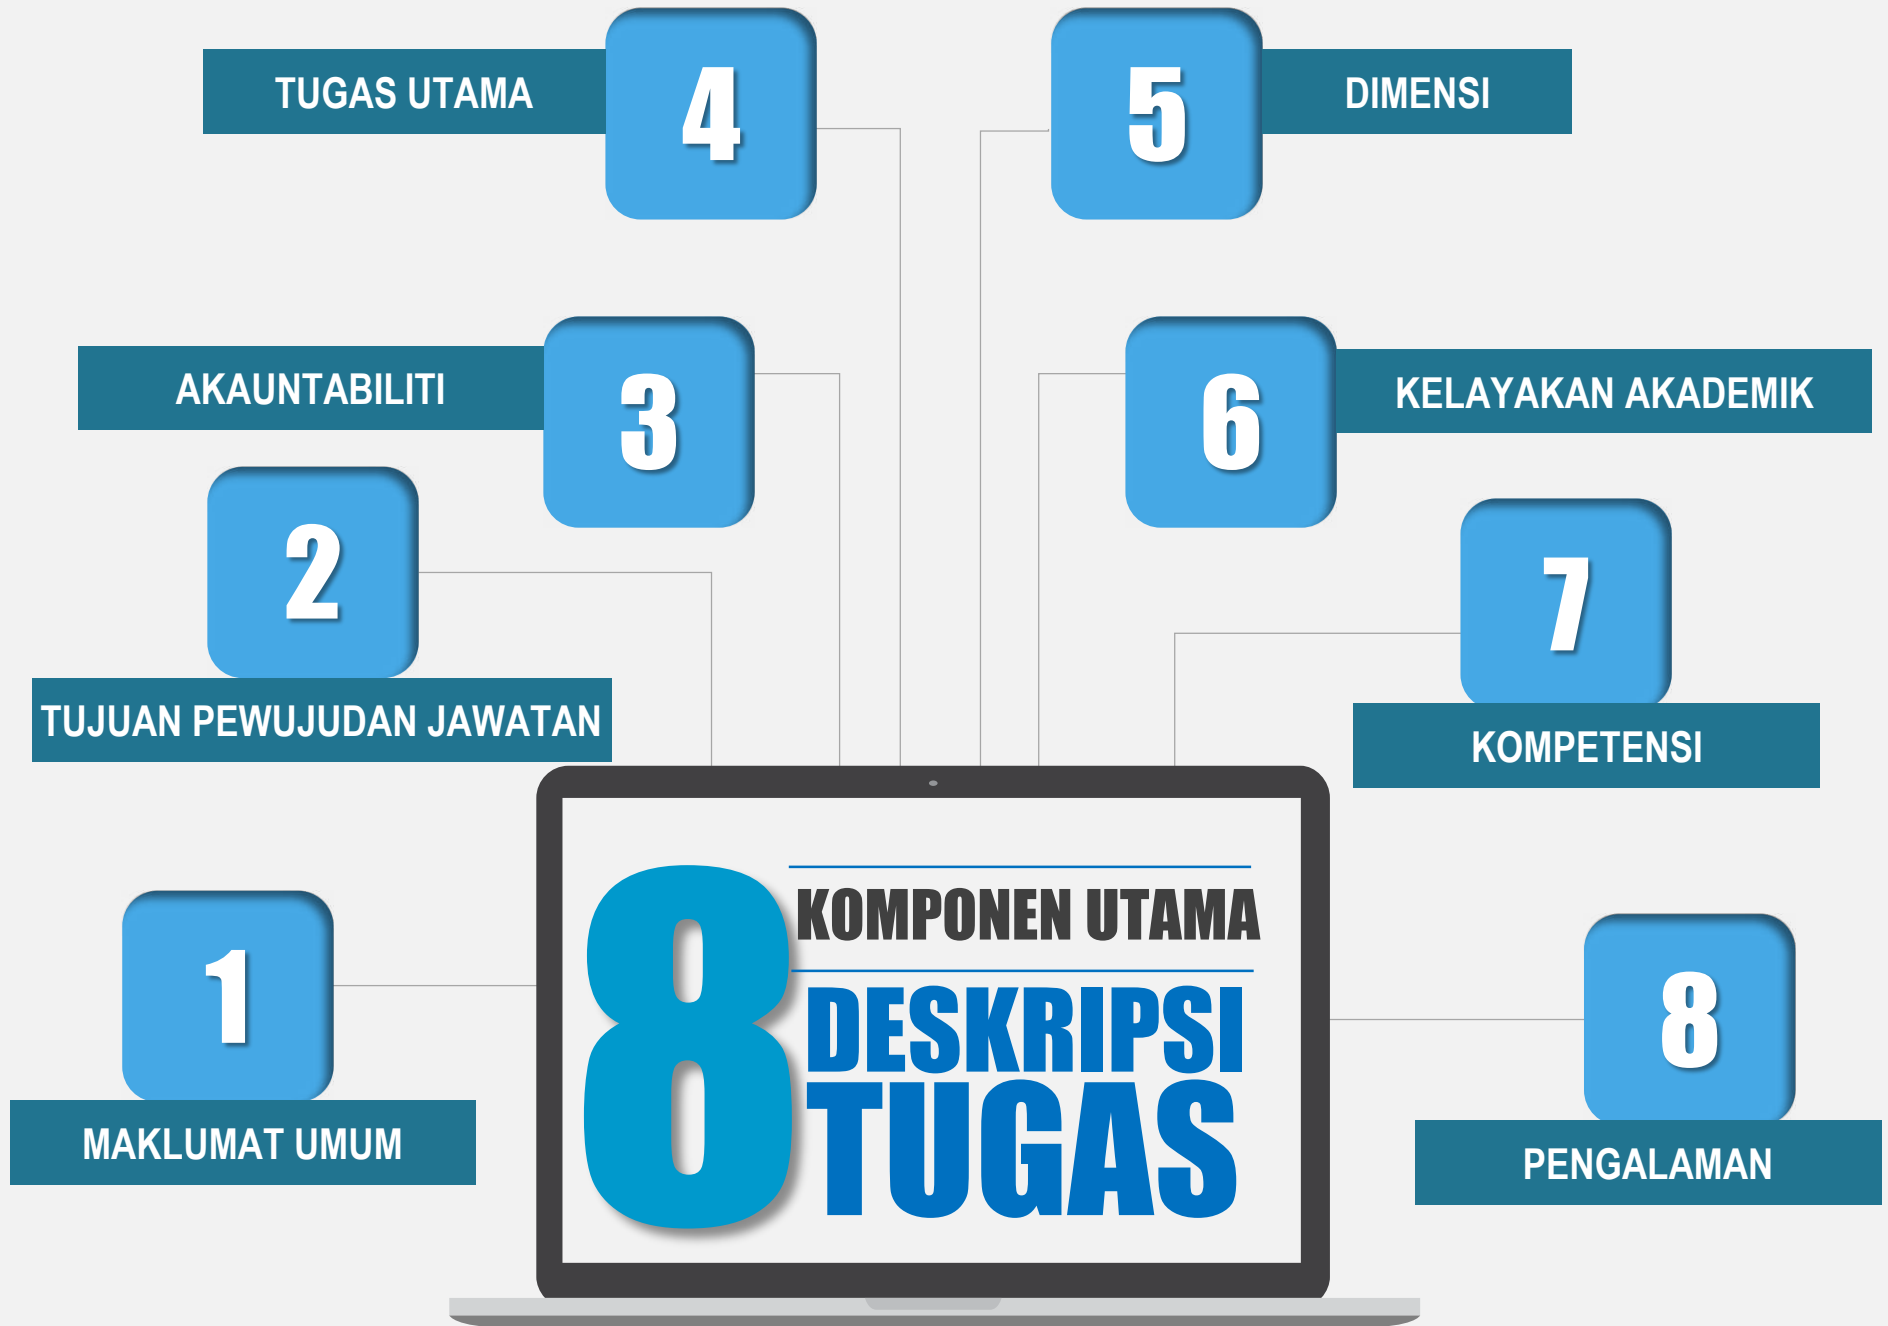 4
TUGAS UTAMA
5
DIMENSI
3
AKAUNTABILITI
6
KELAYAKAN AKADEMIK
2
TUJUAN PEWUJUDAN JAWATAN
7
KOMPETENSI
1
MAKLUMAT UMUM
8
KOMPONEN UTAMA
DESKRIPSI
TUGAS
8
PENGALAMAN